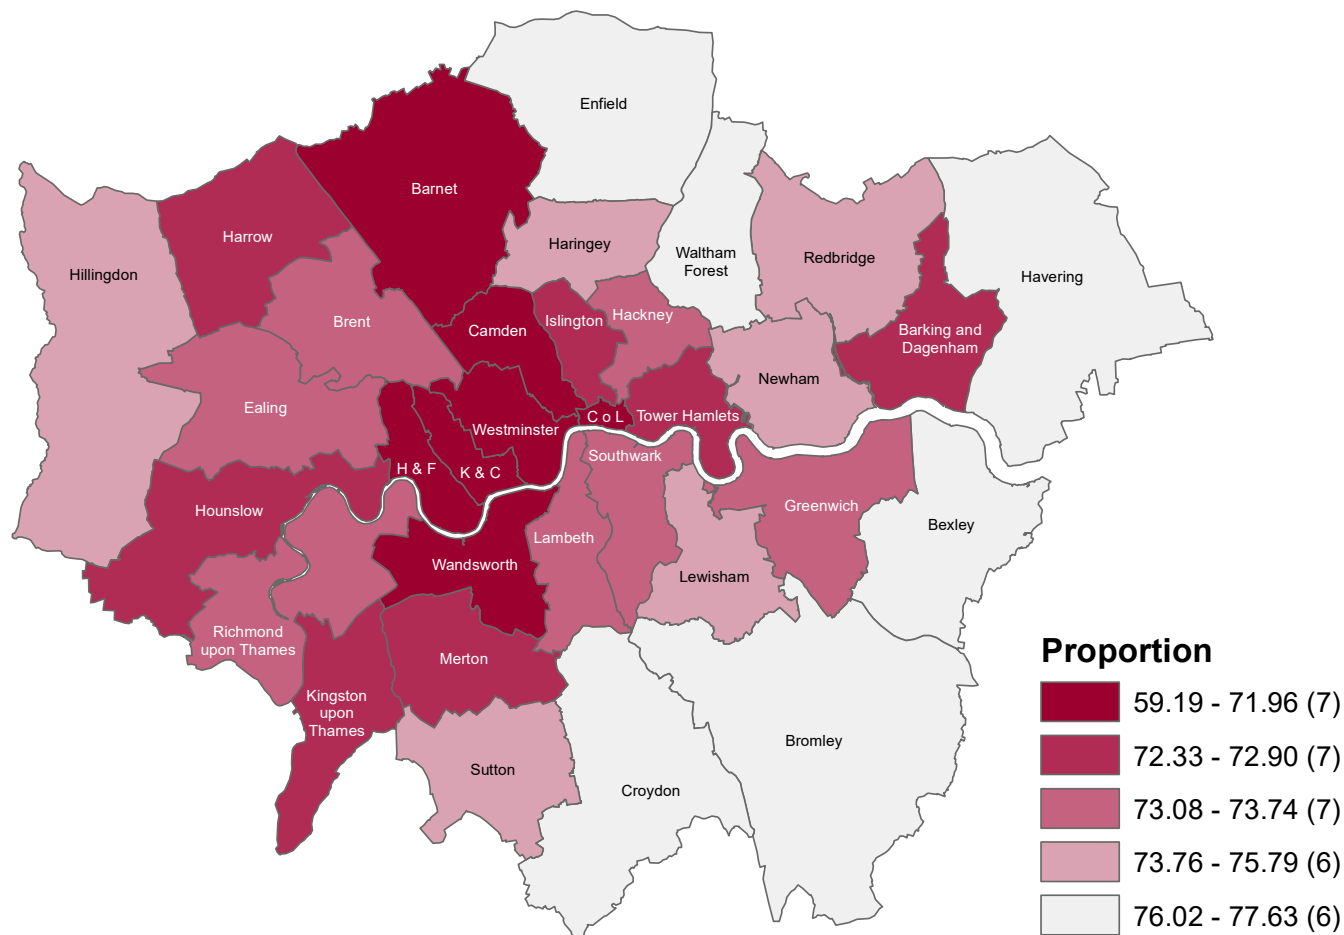 Enfield
Barnet
Harrow
Haringey
Waltham
Forest
Redbridge
Hillingdon
Havering
Brent
Camden
Islington
Hackney
Barking and
Dagenham
Newham
Ealing
Westminster
C o L
Tower Hamlets
H & F
K & C
Southwark
Hounslow
Greenwich
Bexley
Lambeth
Wandsworth
Lewisham
Richmond
upon Thames
Merton
Kingston
upon
Thames
Sutton
Croydon
Bromley
Proportion
59.19 - 71.96 (7)
72.33 - 72.90 (7)
73.08 - 73.74 (7)
73.76 - 75.79 (6)
76.02 - 77.63 (6)